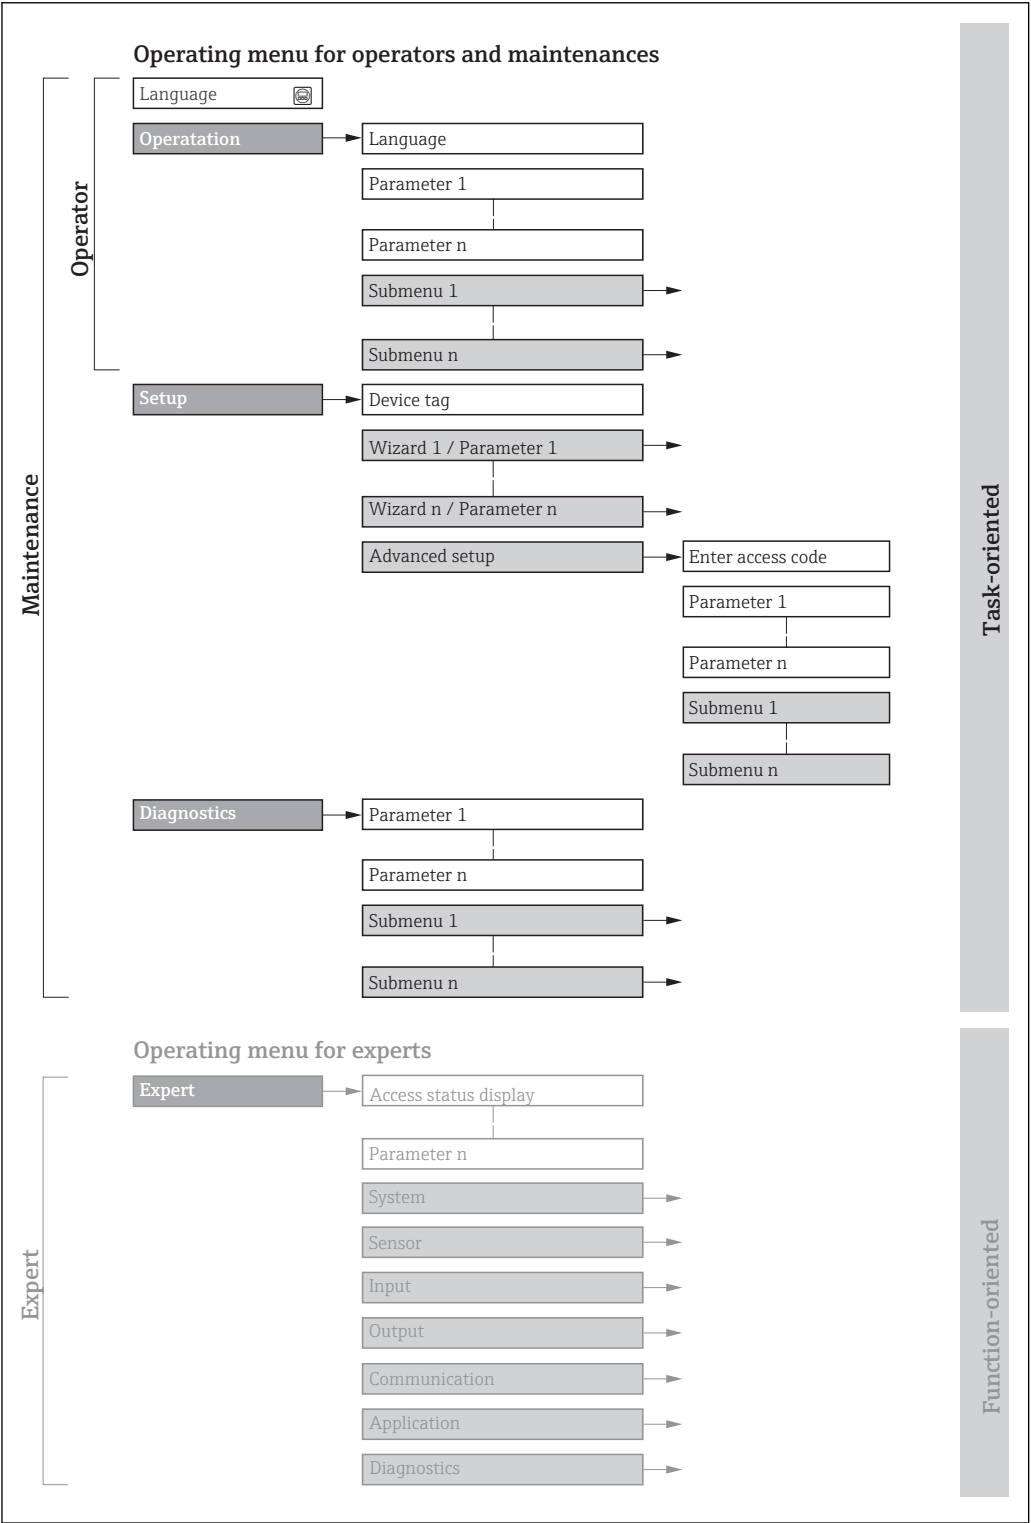 Operating menu for operators and maintenances
Language
Operatation
Language
Parameter 1
Parameter n
Submenu 1
Submenu n
Operator
Setup
Device tag
Wizard 1 / Parameter 1
Wizard n / Parameter n
Advanced setup
Enter access code
Parameter 1
Parameter n
Submenu 1
Submenu n
Maintenance
Task-oriented
Diagnostics
Parameter 1
Parameter n
Submenu 1
Submenu n
Operating menu for experts
Expert
Access status display
Parameter n
System
Sensor
Input
Output
Communication
Application
Diagnostics
Expert
Function-oriented